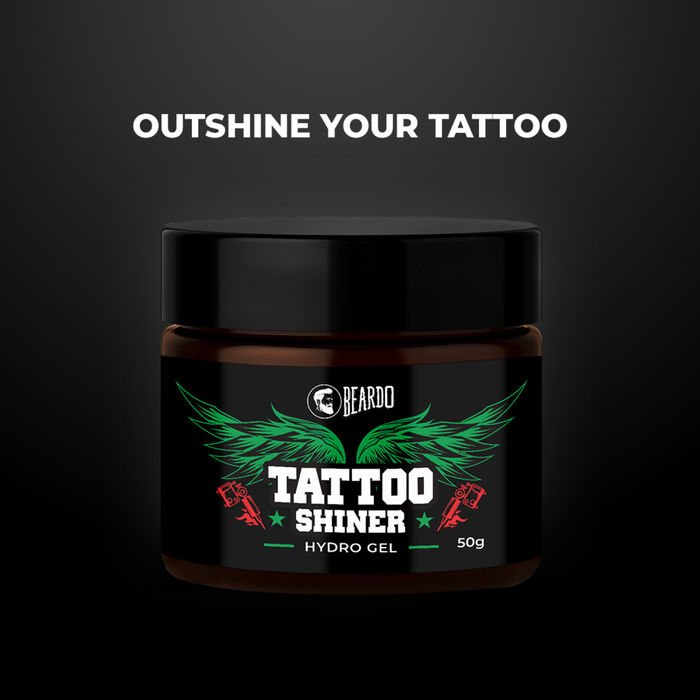 OUTSHINE YOUR TATTOO
BEARDO
TATTOO
SHINER
HYDRO GEL
50g